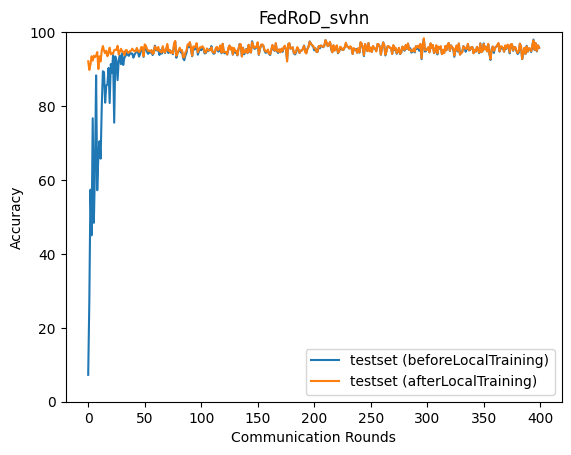 FedRoD_svhn
100
80
60
40
20
0
Accuracy
0 50 100 150 200 250 300 350 400
Communication Rounds
testset (beforeLocalTraining)
testset (afterLocalTraining)